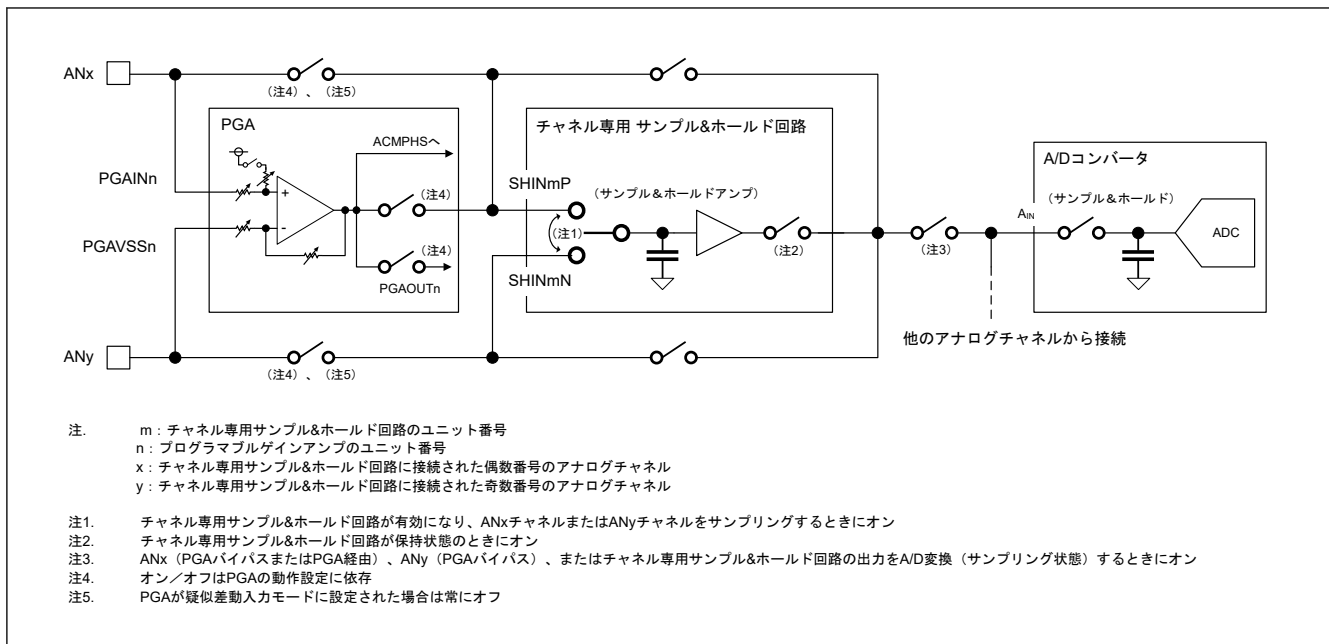 ANx
(注4)、(注5)
PGA
チャネル専用 サンプル&ホールド回路
ACMPHSへ
A/Dコンバータ
PGAINn
SHINmP
(サンプル&ホールドアンプ)
(サンプル&ホールド)
+
(注4)
(注1)
AIN
ADC
PGAVSSn
-
(注4)
(注2)
(注3)
PGAOUTn
SHINmN
他のアナログチャネルから接続
ANy
(注4)、(注5)
注. m:チャネル専用サンプル&ホールド回路のユニット番号
n:プログラマブルゲインアンプのユニット番号
x:チャネル専用サンプル&ホールド回路に接続された偶数番号のアナログチャネル
y:チャネル専用サンプル&ホールド回路に接続された奇数番号のアナログチャネル
注1. チャネル専用サンプル&ホールド回路が有効になり、ANxチャネルまたはANyチャネルをサンプリングするときにオン
注2. チャネル専用サンプル&ホールド回路が保持状態のときにオン
注3. ANx(PGAバイパスまたはPGA経由)、ANy(PGAバイパス)、またはチャネル専用サンプル&ホールド回路の出力をA/D変換(サンプリング状態)するときにオン
注4. オン/オフはPGAの動作設定に依存
注5. PGAが疑似差動入力モードに設定された場合は常にオフ